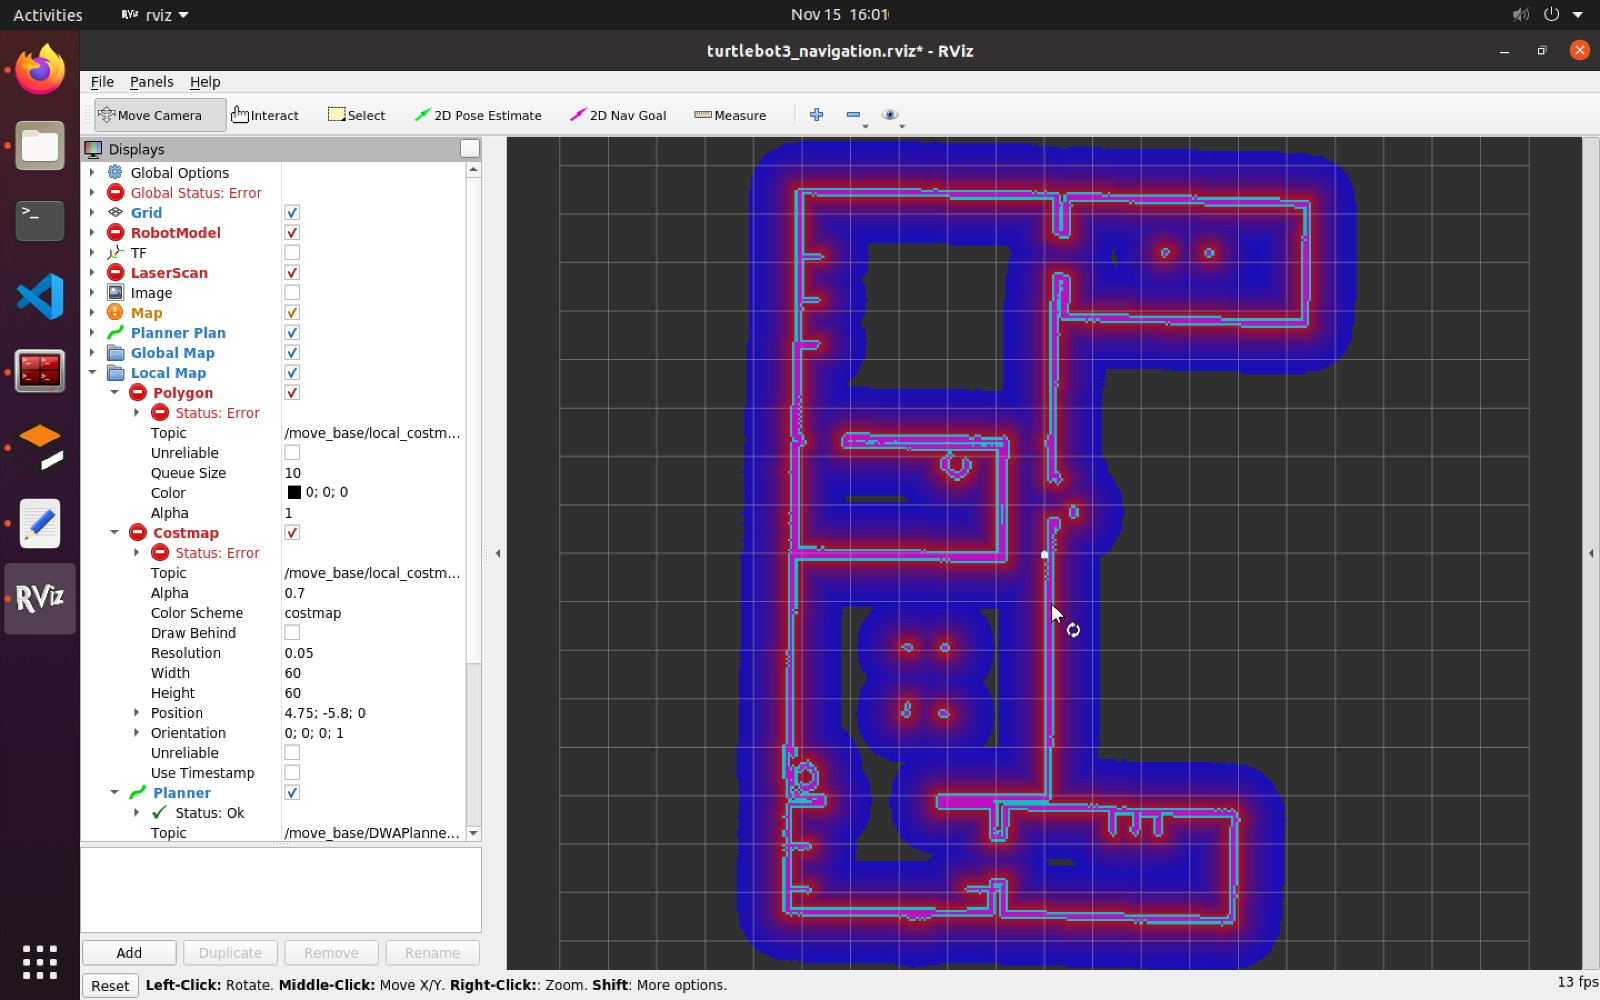 Activities
rviz
Nov 15 16:01
turtlebot3_navigation.rviz* - RViz
File Panels Help
Move Camera Interact Select 2D Pose Estimate 2D Nav Goal Measure
Displays
Global Options
Global Status: Error
Grid
RobotModel
TF
LaserScan
Image
Map
Planner Plan
Global Map
Local Map
Polygon
Status: Error
Topic /move_base/local_costm...
Unreliable
Queue Size 10
Color 0; 0; 0
Alpha 1
Costmap
Status: Error
Topic /move_base/local_costm...
Alpha 0.7
Color Scheme costmap
Draw Behind
Resolution 0.05
Width 60
Height 60
Position 4.75; -5.8; 0
Orientation 0; 0; 0; 1
Unreliable
Use Timestamp
Planner
Status: Ok
Topic /move_base/DWAPlanne...
Add Duplicate Remove Rename
Reset Left-Click: Rotate. Middle-Click: Move X/Y. Right-Click:: Zoom. Shift: More options. 13 fps
RViz